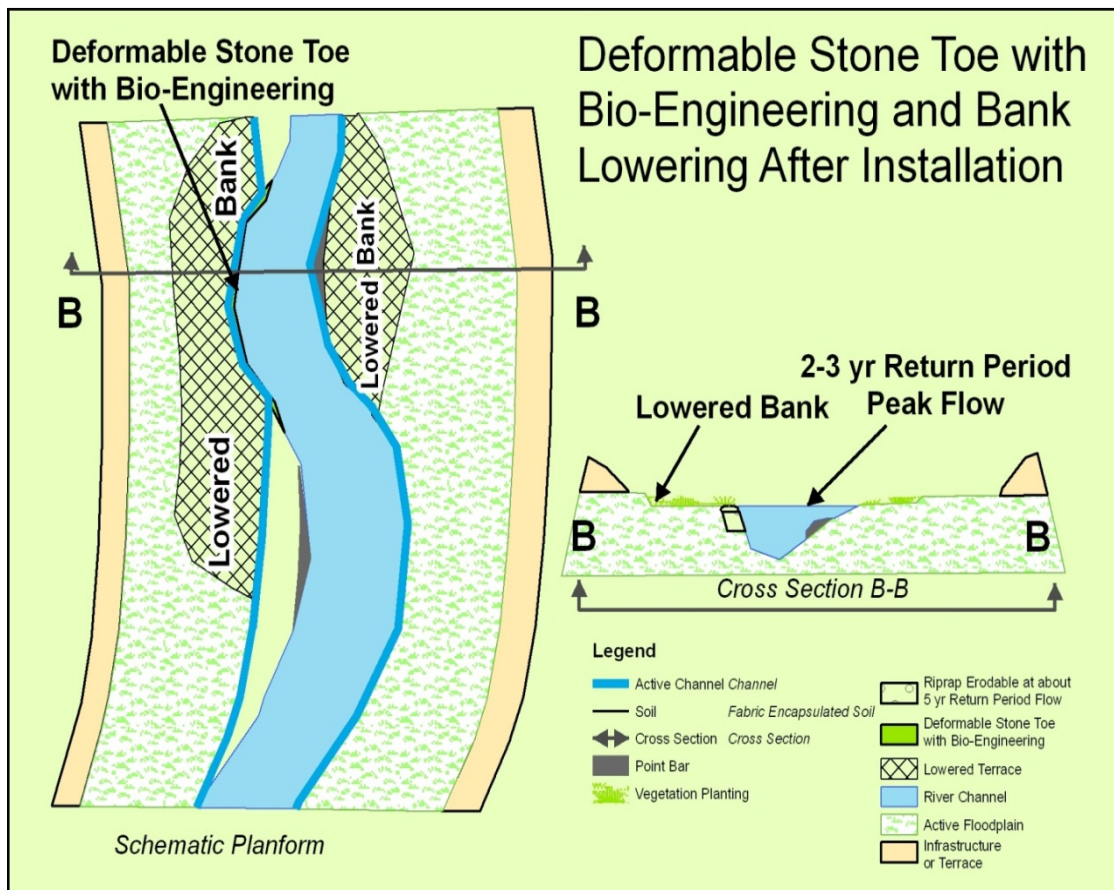 Deformable Stone Toe
with Bio-Engineering
Deformable Stone Toe with
Bio-Engineering and Bank
Lowering After Installation
Bank
Lowered Bank
B
B
Lowered
2-3 yr Return Period
Peak Flow
Lowered Bank
B
B
Cross Section B-B
Schematic Planform
Legend
Active Channel Channel
Soil Fabric Encapsulated Soil
Cross Section Cross Section
Point Bar
Vegetation Planting
Riprap Erodable at about
5 yr Return Period Flow
Deformable Stone Toe
with Bio-Engineering
Lowered Terrace
River Channel
Active Floodplain
Infrastructure
or Terrace